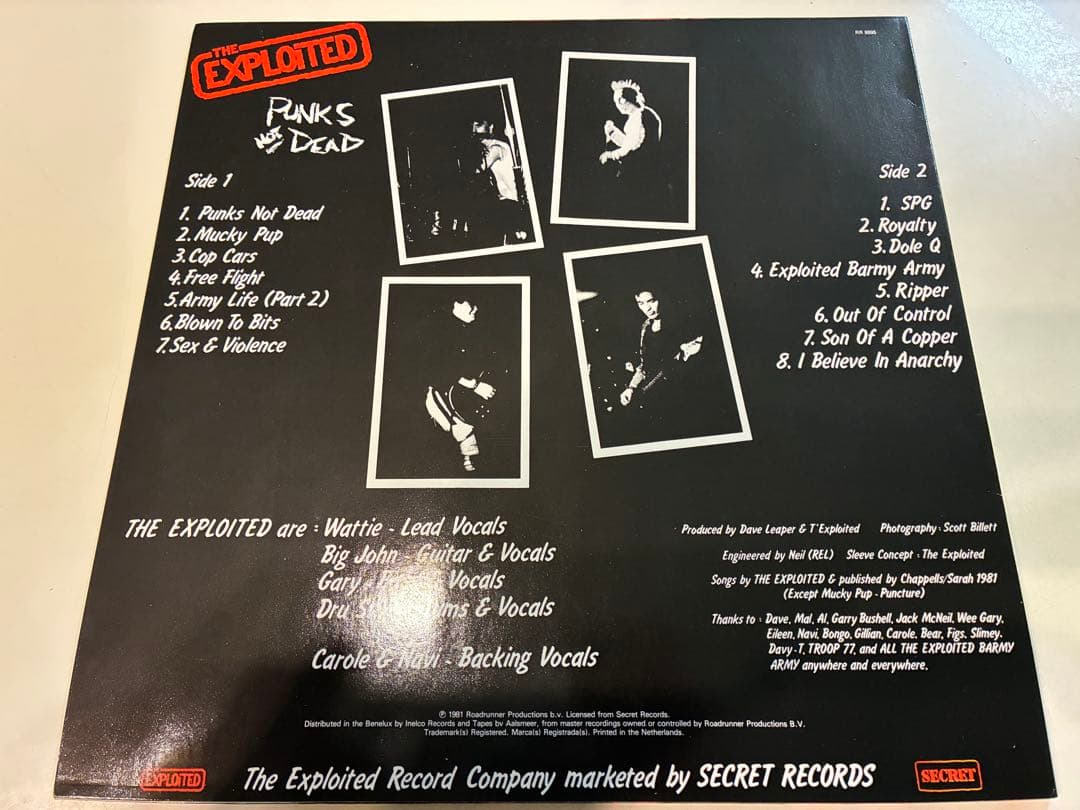 THE
EXPLOITED
PUNKS
NOT DEAD
RR 9995
Side 1
1. Punks Not Dead
2. Mucky Pup
3. Cop Cars
4. Free Flight
5. Army Life (Part 2)
6. Blown To Bits
7. Sex & Violence
Side 2
1. SPG
2. Royalty
3. Dole Q
4. Exploited Barmy Army
5. Ripper
6. Out Of Control
7. Son Of A Copper
8. I Believe In Anarchy
THE EXPLOITED are : Wattie - Lead Vocals
Big John - Guitar & Vocals
Gary Vocals
Dru & Vocals
Carole & Navi - Backing Vocals
Produced by Dave Leaper & T'Exploited Photography : Scott Billett
Engineered by Neil (REL) Sleeve Concept : The Exploited
Songs by THE EXPLOITED & published by Chappells/Sarah 1981
(Except Mucky Pup - Puncture)
Thanks to : Dave, Mal, Al, Garry Bushell, Jack McNeil, Wee Gary,
Eileen, Navi, Bongo, Gillian, Carole, Bear, Figs, Slimey,
Davy-T, TROOP 77, and ALL THE EXPLOITED BARMY
ARMY anywhere and everywhere.
℗ 1981 Roadrunner Productions b.v. Licensed from Secret Records.
Distributed in the Benelux by Inelco Records and Tapes bv Aalsmeer, from master recordings owned or controlled by Roadrunner Productions B.V.
Trademark(s) Registered. Marca(s) Registrada(s). Printed in the Netherlands.
EXPLOITED
The Exploited Record Company marketed by SECRET RECORDS
SECRET